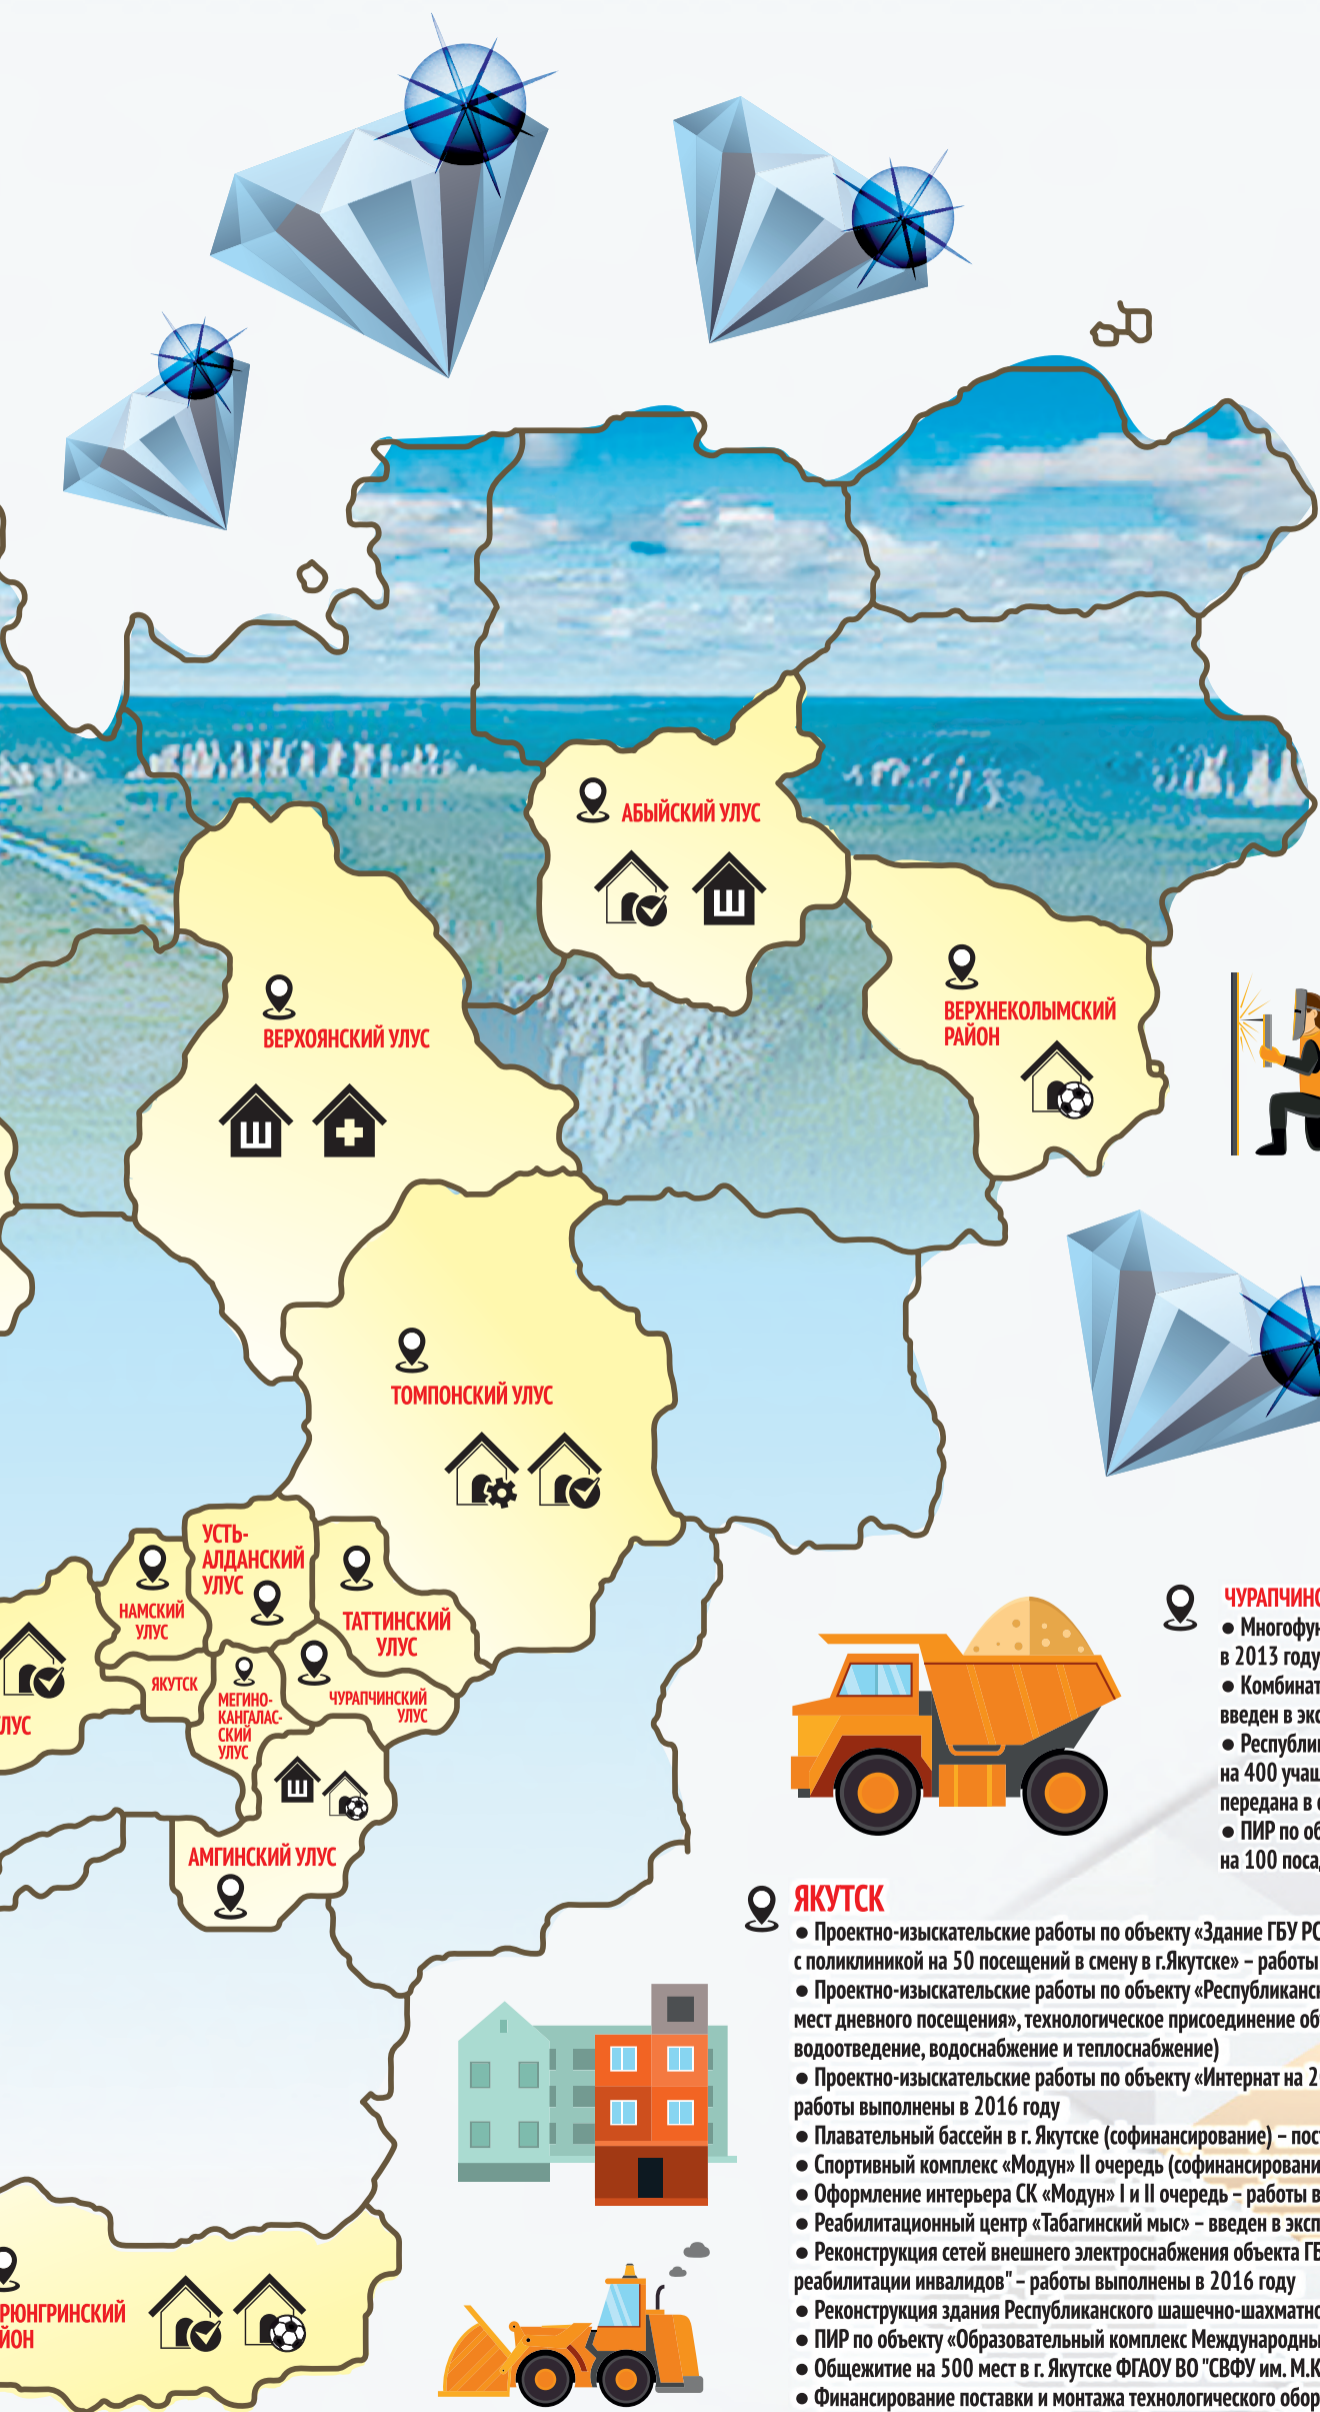 АБЫЙСКИЙ УЛУС
ВЕРХНЕКОЛЫМСКИЙ
РАЙОН
ВЕРХОЯНСКИЙ УЛУС
ТОМПОНСКИЙ УЛУС
УСТЬ-
АЛДАНСКИЙ
УЛУС
НАМСКИЙ
УЛУС
ТАТТИНСКИЙ
УЛУС
ЯКУТСК
МЕГИНО-
КАНГАЛАС-
СКИЙ
УЛУС
ЧУРАПЧИНСКИЙ
УЛУС
ЛУС
АМГИНСКИЙ УЛУС
РЮНГРИНСКИЙ
ЙОН
ЧУРАПЧИНС
● Многофун
в 2013 году
● Комбинат
введен в экс
● Республик
на 400 учащ
передана в с
● ПИР по об
на 100 посад
ЯКУТСК
● Проектно-изыскательские работы по объекту «Здание ГБУ РС
с поликлиникой на 50 посещений в смену в г.Якутске» – работы
● Проектно-изыскательские работы по объекту «Республиканск
мест дневного посещения», технологическое присоединение об
водоотведение, водоснабжение и теплоснабжение)
● Проектно-изыскательские работы по объекту «Интернат на 2
работы выполнены в 2016 году
● Плавательный бассейн в г. Якутске (софинансирование) – пост
● Спортивный комплекс «Модун» II очередь (софинансировани
● Оформление интерьера СК «Модун» I и II очередь – работы в
● Реабилитационный центр «Табагинский мыс» – введен в эксп
● Реконструкция сетей внешнего электроснабжения объекта ГБ
реабилитации инвалидов" – работы выполнены в 2016 году
● Реконструкция здания Республиканского шашечно-шахматно
● ПИР по объекту «Образовательный комплекс Международны
● Общежитие на 500 мест в г. Якутске ФГАОУ ВО "СВФУ им. М.К
● Финансирование поставки и монтажа технологического обор